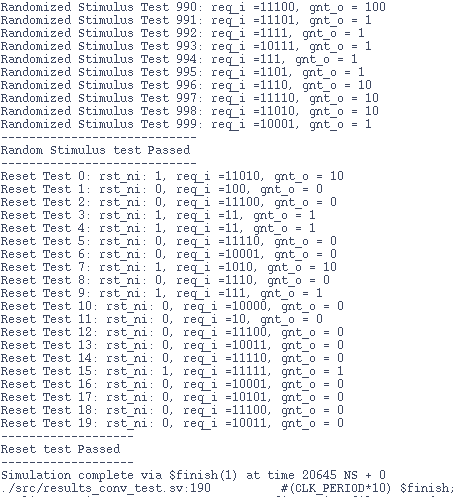 Randomized Stimulus Test 990: req_i =11100, gnt_o = 100
Randomized Stimulus Test 991: req_i =11101, gnt_o = 1
Randomized Stimulus Test 992: req_i =1111, gnt_o = 1
Randomized Stimulus Test 993: req_i =10111, gnt_o = 1
Randomized Stimulus Test 994: req_i =111, gnt_o = 1
Randomized Stimulus Test 995: req_i =1101, gnt_o = 1
Randomized Stimulus Test 996: req_i =1110, gnt_o = 10
Randomized Stimulus Test 997: req_i =11110, gnt_o = 10
Randomized Stimulus Test 998: req_i =11010, gnt_o = 10
Randomized Stimulus Test 999: req_i =10001, gnt_o = 1
----------------------------
Random Stimulus test Passed
----------------------------
Reset Test 0: rst_ni: 1, req_i =11010, gnt_o = 10
Reset Test 1: rst_ni: 0, req_i =100, gnt_o = 0
Reset Test 2: rst_ni: 0, req_i =11100, gnt_o = 0
Reset Test 3: rst_ni: 1, req_i =11, gnt_o = 1
Reset Test 4: rst_ni: 1, req_i =11, gnt_o = 1
Reset Test 5: rst_ni: 0, req_i =11110, gnt_o = 0
Reset Test 6: rst_ni: 0, req_i =10001, gnt_o = 0
Reset Test 7: rst_ni: 1, req_i =1010, gnt_o = 10
Reset Test 8: rst_ni: 0, req_i =1110, gnt_o = 0
Reset Test 9: rst_ni: 1, req_i =111, gnt_o = 1
Reset Test 10: rst_ni: 0, req_i =10000, gnt_o = 0
Reset Test 11: rst_ni: 0, req_i =10, gnt_o = 0
Reset Test 12: rst_ni: 0, req_i =11100, gnt_o = 0
Reset Test 13: rst_ni: 0, req_i =10011, gnt_o = 0
Reset Test 14: rst_ni: 0, req_i =11110, gnt_o = 0
Reset Test 15: rst_ni: 1, req_i =11111, gnt_o = 1
Reset Test 16: rst_ni: 0, req_i =10001, gnt_o = 0
Reset Test 17: rst_ni: 0, req_i =10101, gnt_o = 0
Reset Test 18: rst_ni: 0, req_i =11100, gnt_o = 0
Reset Test 19: rst_ni: 0, req_i =10011, gnt_o = 0
-------------------
Reset test Passed
-------------------
Simulation complete via $finish(1) at time 20645 NS + 0
./src/results_conv_test.sv:190 #(CLK_PERIOD*10) $finish;